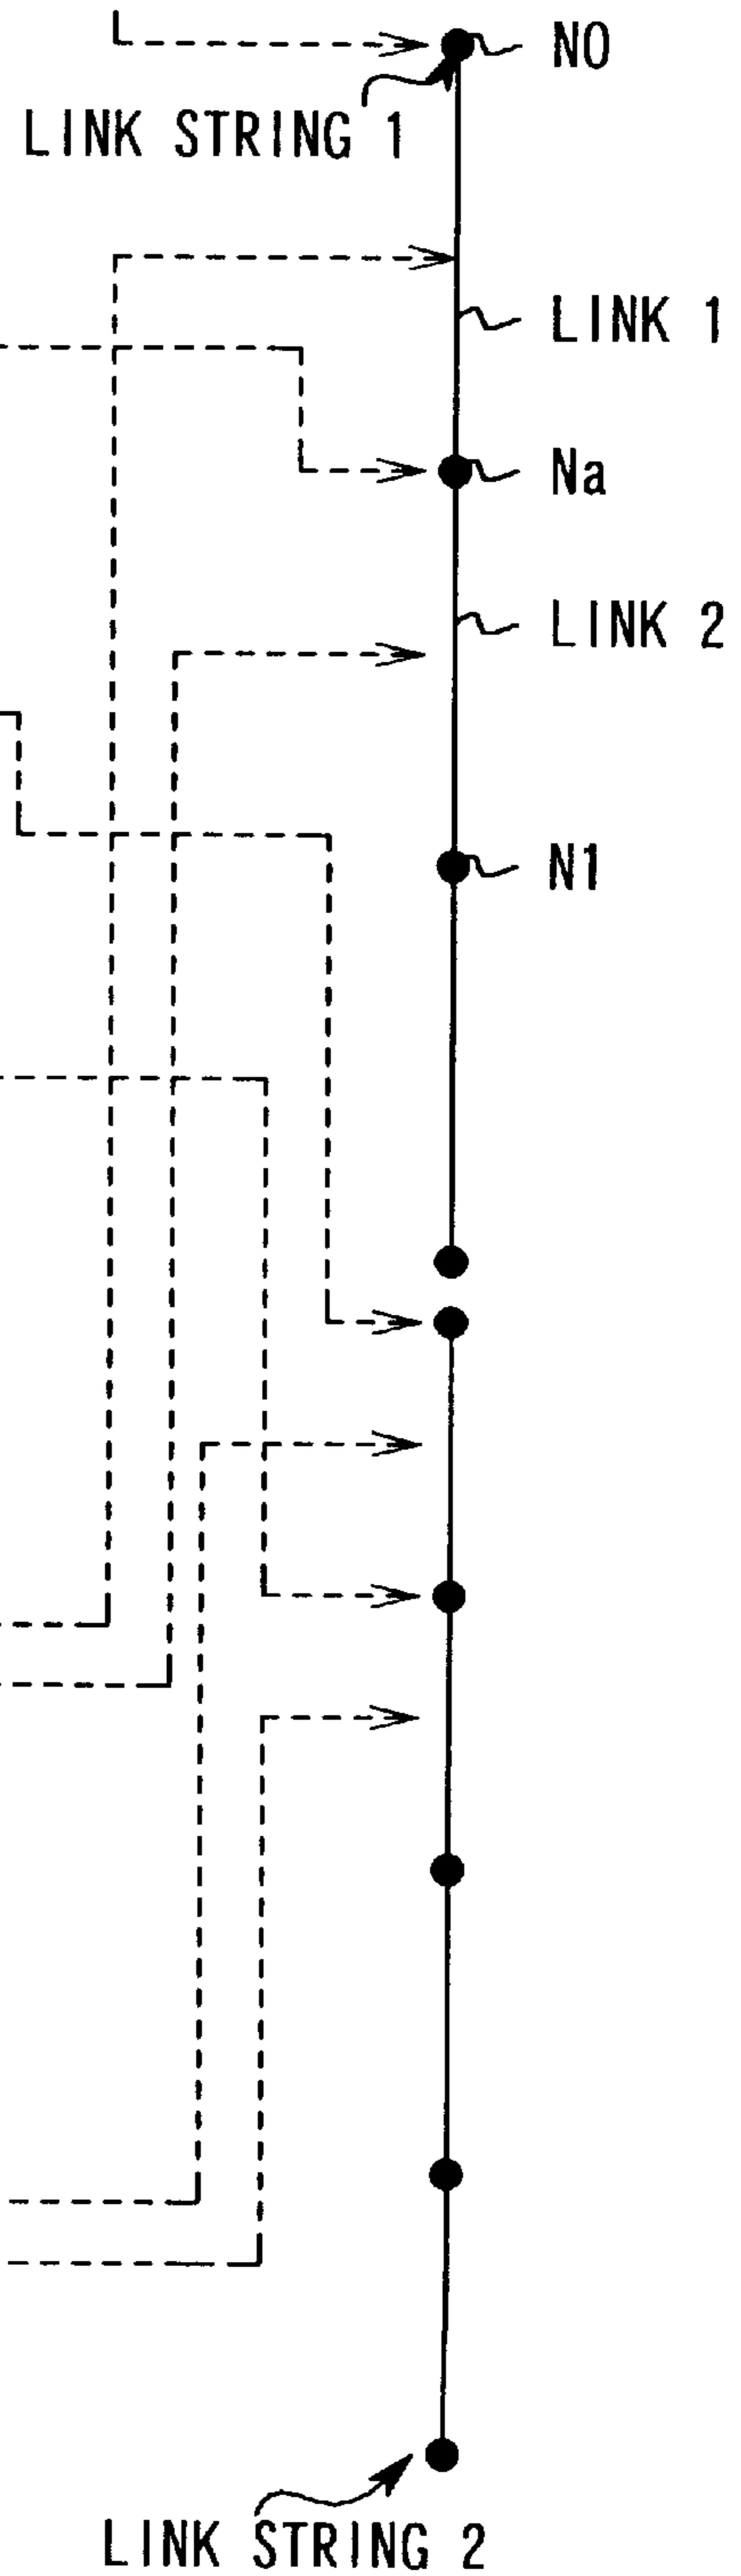 N0
LINK STRING 1
LINK 1
Na
LINK 2
N1
LINK STRING 2